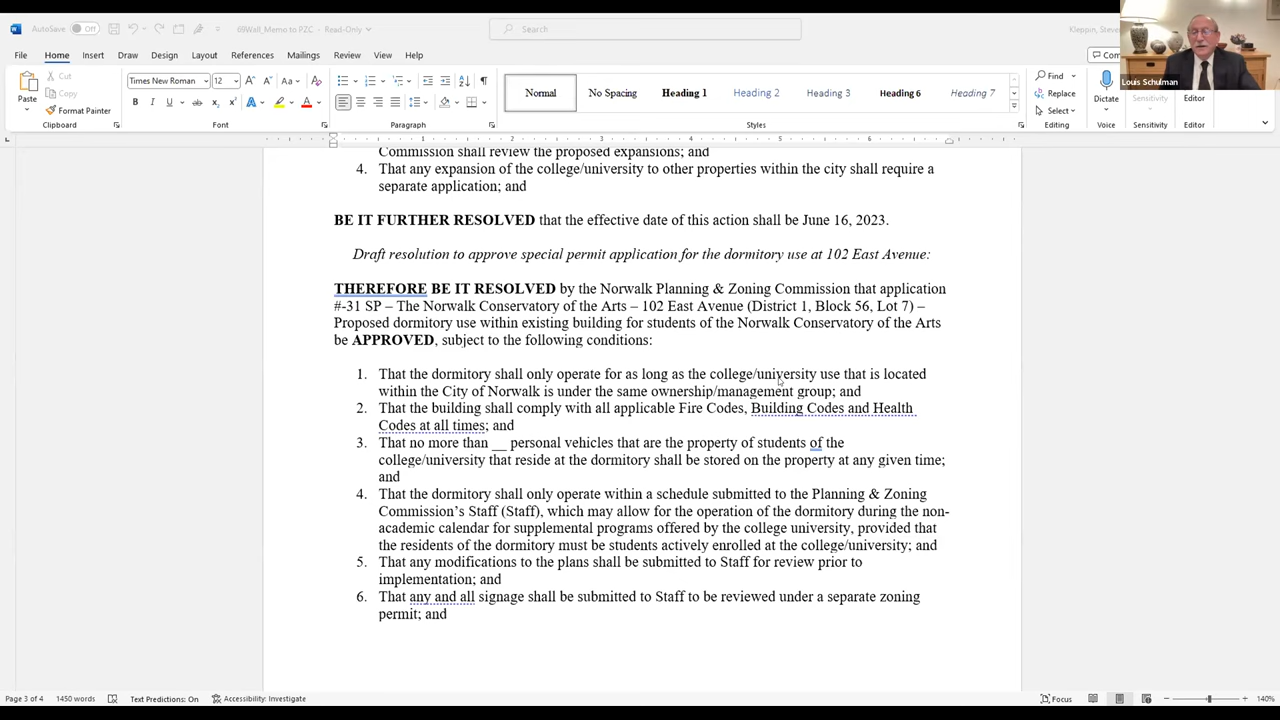 AutoSave Off 69Wall_Memo to PZC - Read-Only Search Kleppin, Steve
File Home Insert Draw Design Layout References Mailings Review View Help Com
Louis Schulman
Paste Cut Copy Format Painter Times New Roman 12 Normal No Spacing Heading 1 Heading 2 Heading 3 Heading 6 Heading 7 Find Replace Select Dictate Sensitivity Editor
Clipboard Font Paragraph Styles Editing Voice Sensitivity Editor
1 2 3 4 5 6
Commission shall review the proposed expansions; and
4. That any expansion of the college/university to other properties within the city shall require a
separate application; and
BE IT FURTHER RESOLVED that the effective date of this action shall be June 16, 2023.
Draft resolution to approve special permit application for the dormitory use at 102 East Avenue:
THEREFORE BE IT RESOLVED by the Norwalk Planning & Zoning Commission that application
#-31 SP – The Norwalk Conservatory of the Arts – 102 East Avenue (District 1, Block 56, Lot 7) –
Proposed dormitory use within existing building for students of the Norwalk Conservatory of the Arts
be APPROVED, subject to the following conditions:
1. That the dormitory shall only operate for as long as the college/university use that is located
within the City of Norwalk is under the same ownership/management group; and
2. That the building shall comply with all applicable Fire Codes, Building Codes and Health
Codes at all times; and
3. That no more than __ personal vehicles that are the property of students of the
college/university that reside at the dormitory shall be stored on the property at any given time;
and
4. That the dormitory shall only operate within a schedule submitted to the Planning & Zoning
Commission's Staff (Staff), which may allow for the operation of the dormitory during the non-
academic calendar for supplemental programs offered by the college university, provided that
the residents of the dormitory must be students actively enrolled at the college/university; and
5. That any modifications to the plans shall be submitted to Staff for review prior to
implementation; and
6. That any and all signage shall be submitted to Staff to be reviewed under a separate zoning
permit; and
Page 3 of 4 1450 words Text Predictions: On Accessibility: Investigate Focus 140%